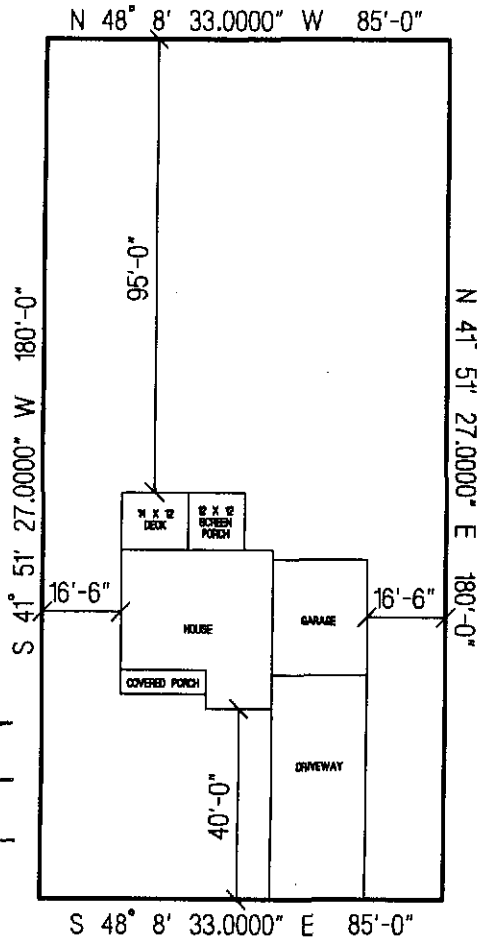 N 48° 8' 33.0000" W 85'-0"
95'-0"
S 41° 51' 27.0000" W 180'-0"
N 41° 51' 27.0000" E 180'-0"
14 X 12
DECK
12 X 12
SCREEN
PORCH
16'-6"
HOUSE
GARAGE
16'-6"
COVERED PORCH
DRIVEWAY
40'-0"
S 48° 8' 33.0000" E 85'-0"